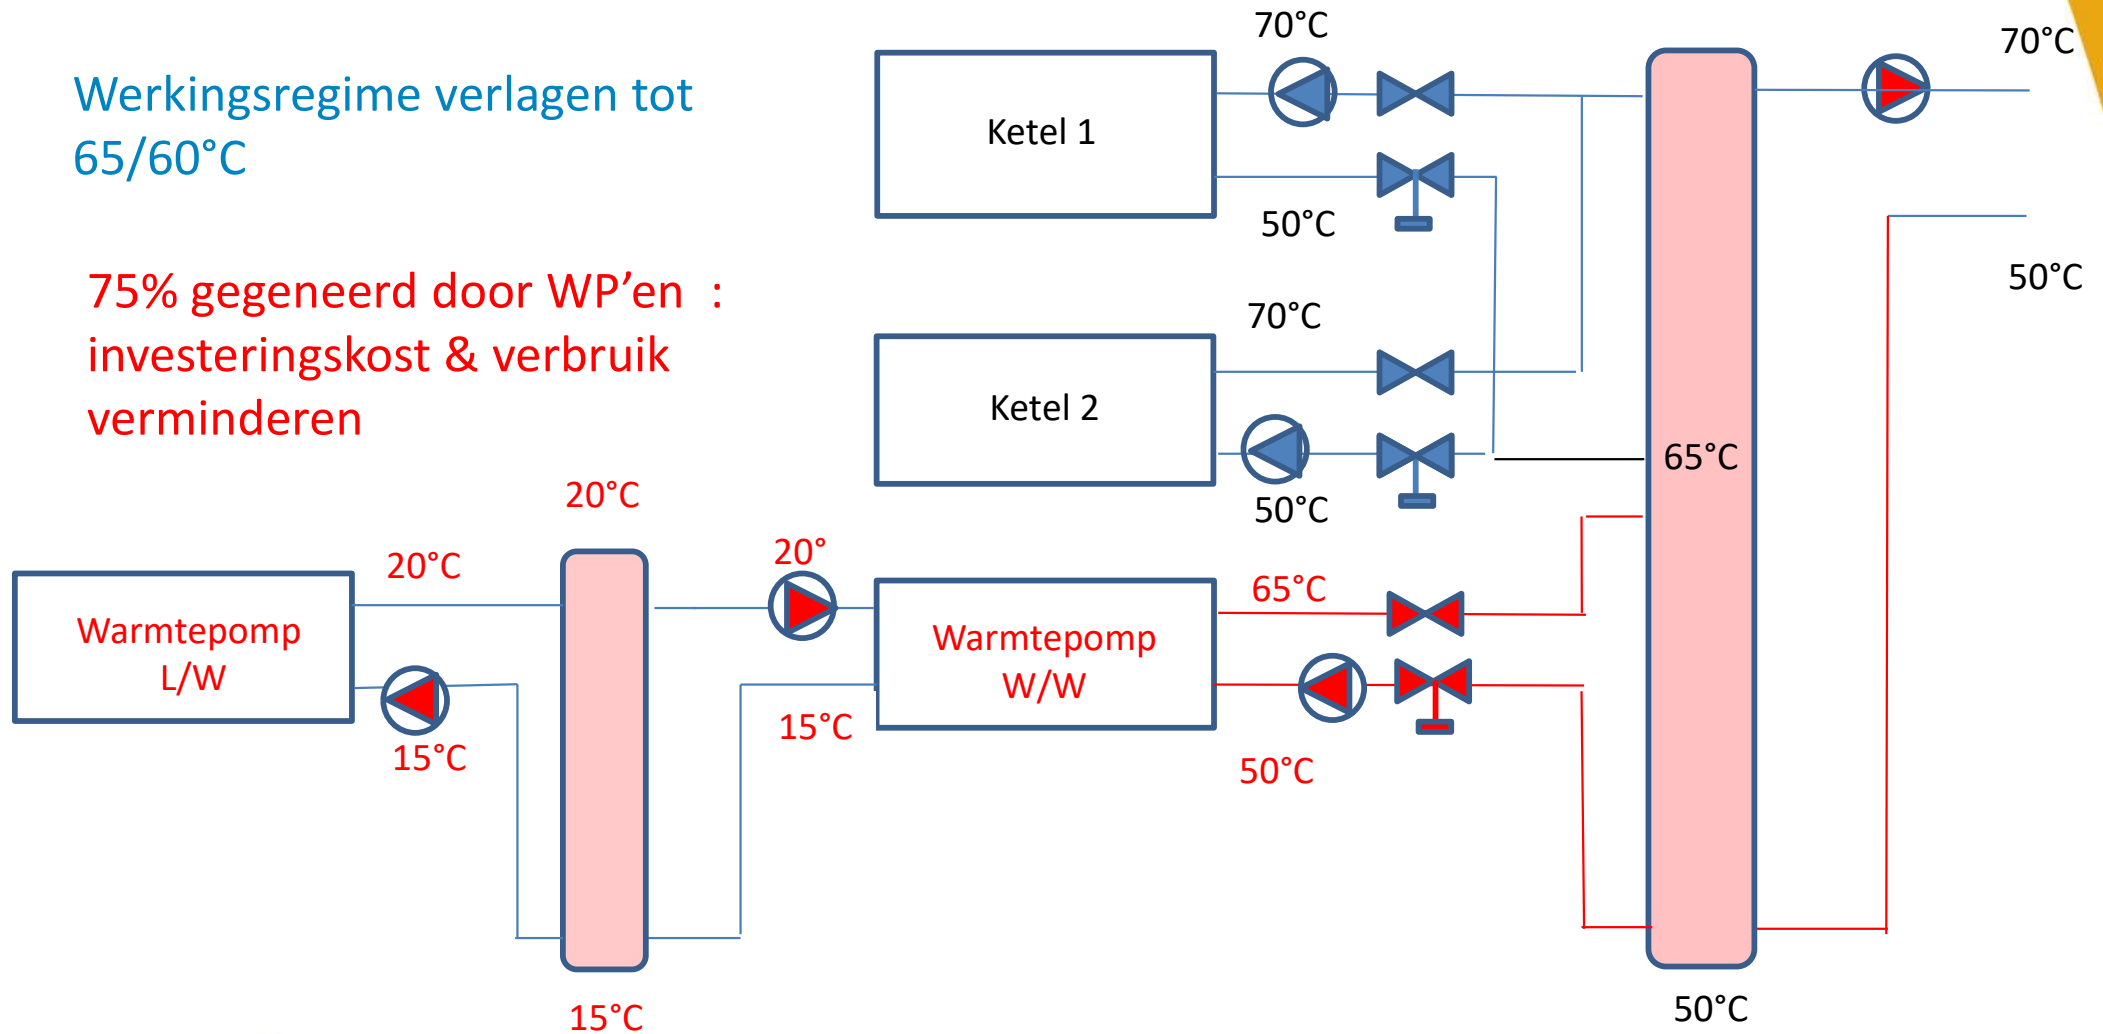 Werkingsregime verlagen tot
65/60°C
75% gegeneerd door WP’en  :
investeringskost & verbruik
verminderen
70°C
70°C
Ketel 1
50°C
50°C
70°C
Ketel 2
65°C
50°C
20°C
20°C
20°
65°C
Warmtepomp
L/W
Warmtepomp
W/W
15°C
15°C
50°C
15°C
50°C